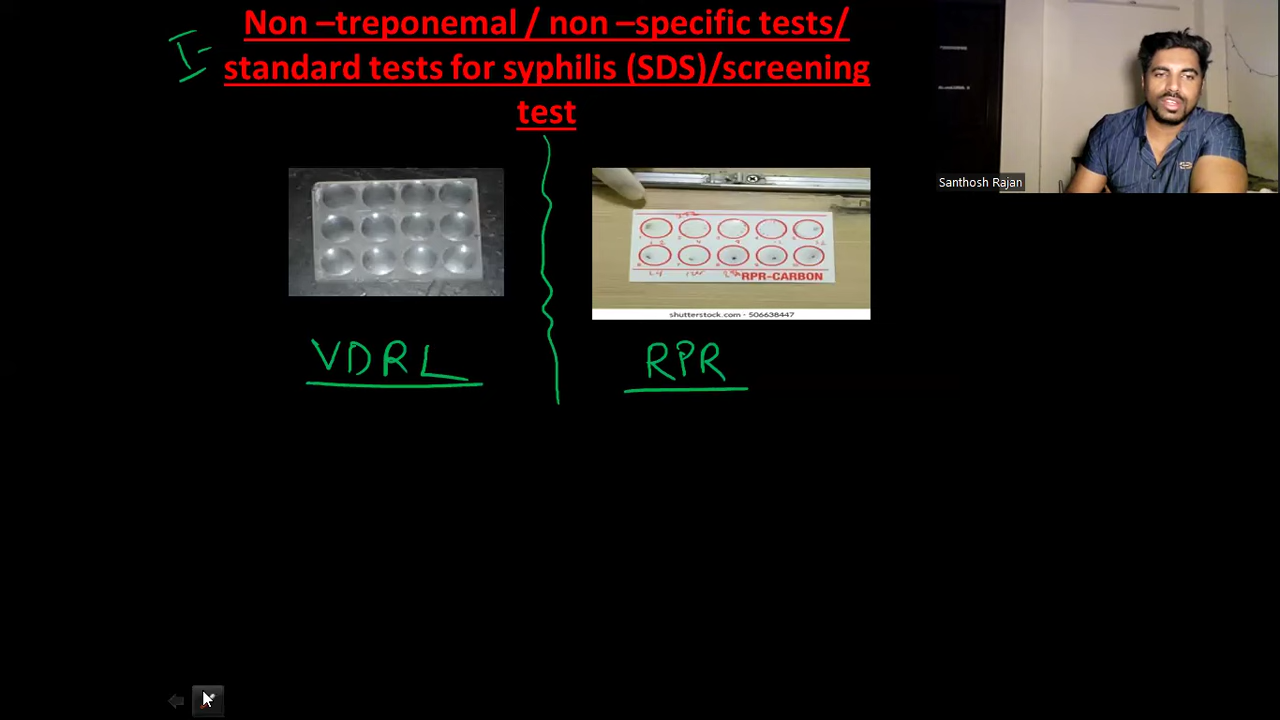 I-
Non –treponemal / non –specific tests/
standard tests for syphilis (SDS)/screening
test
Santhosh Rajan
RPR-CARBON
shutterstock.com - 506638447
VDRL
RPR